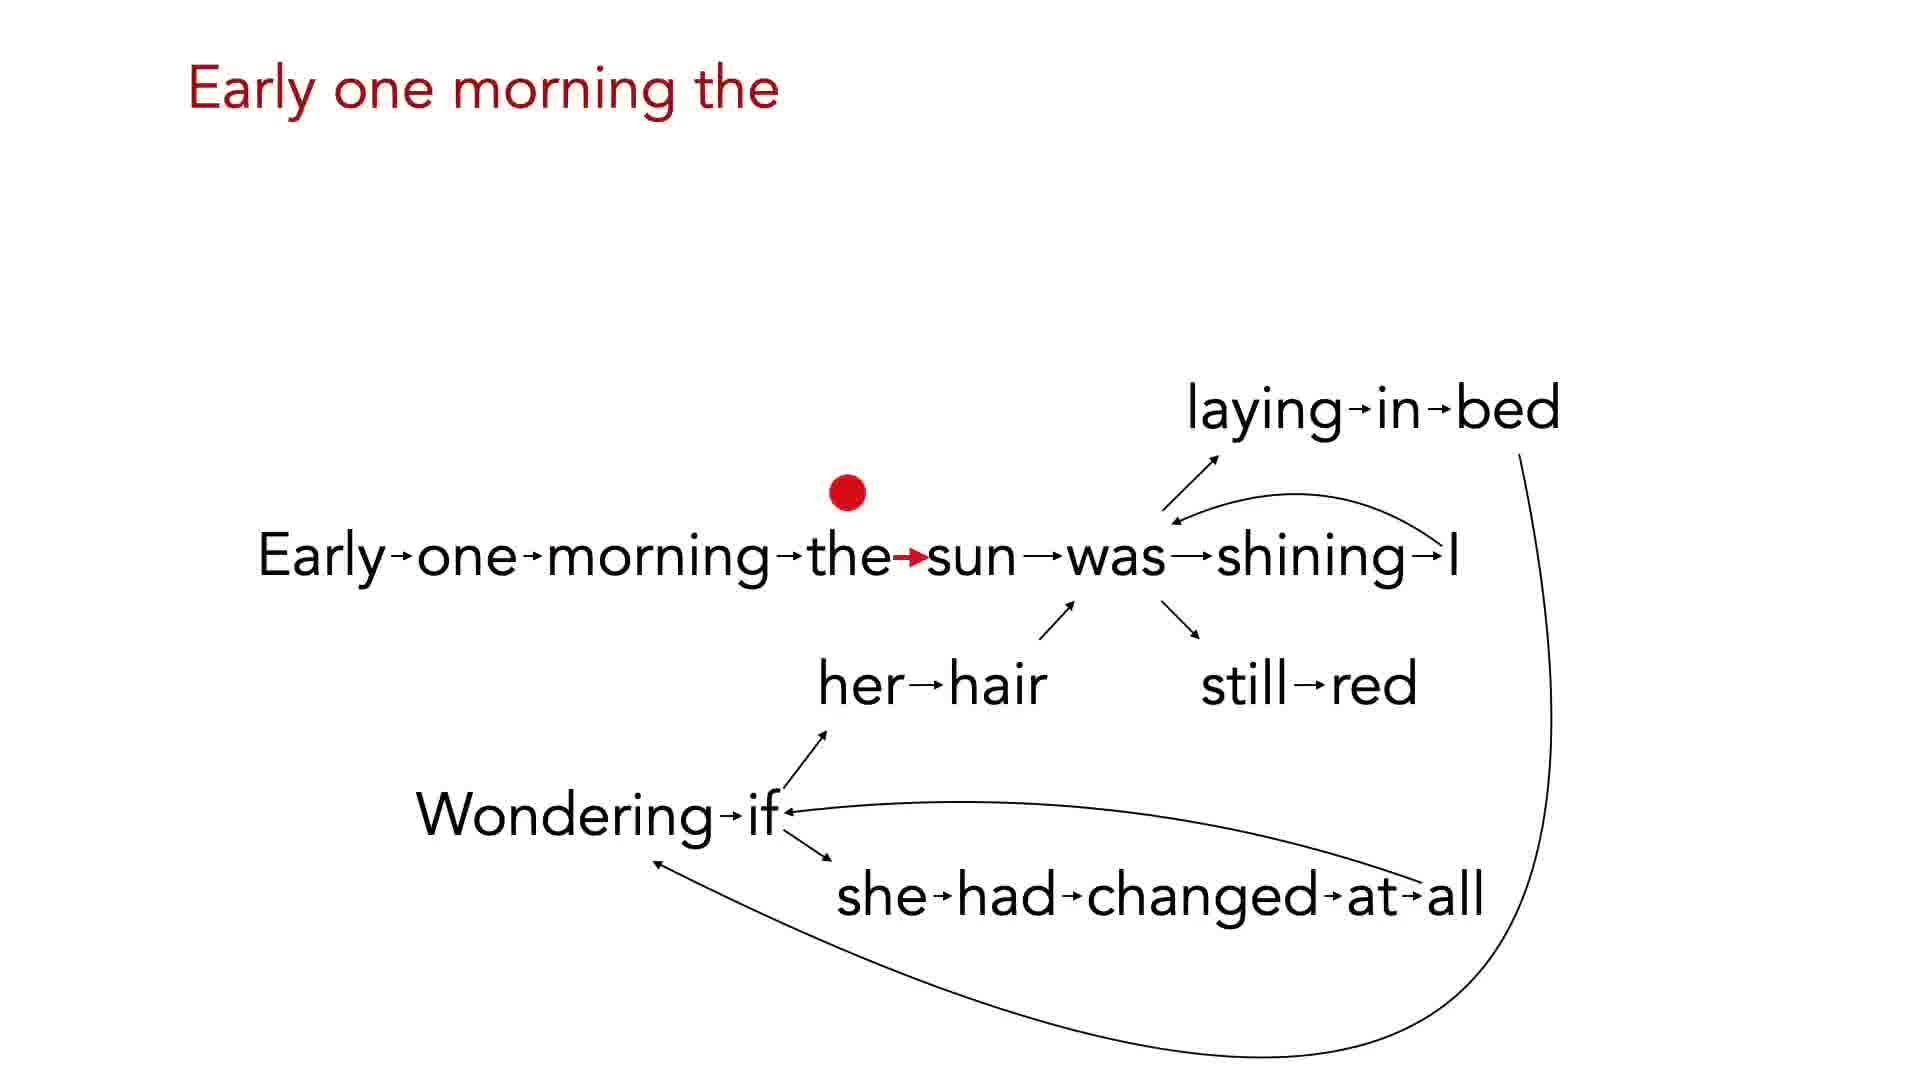 Early one morning the
laying in bed
Early one morning the sun was shining I
her hair still red
Wondering if
she had changed at all